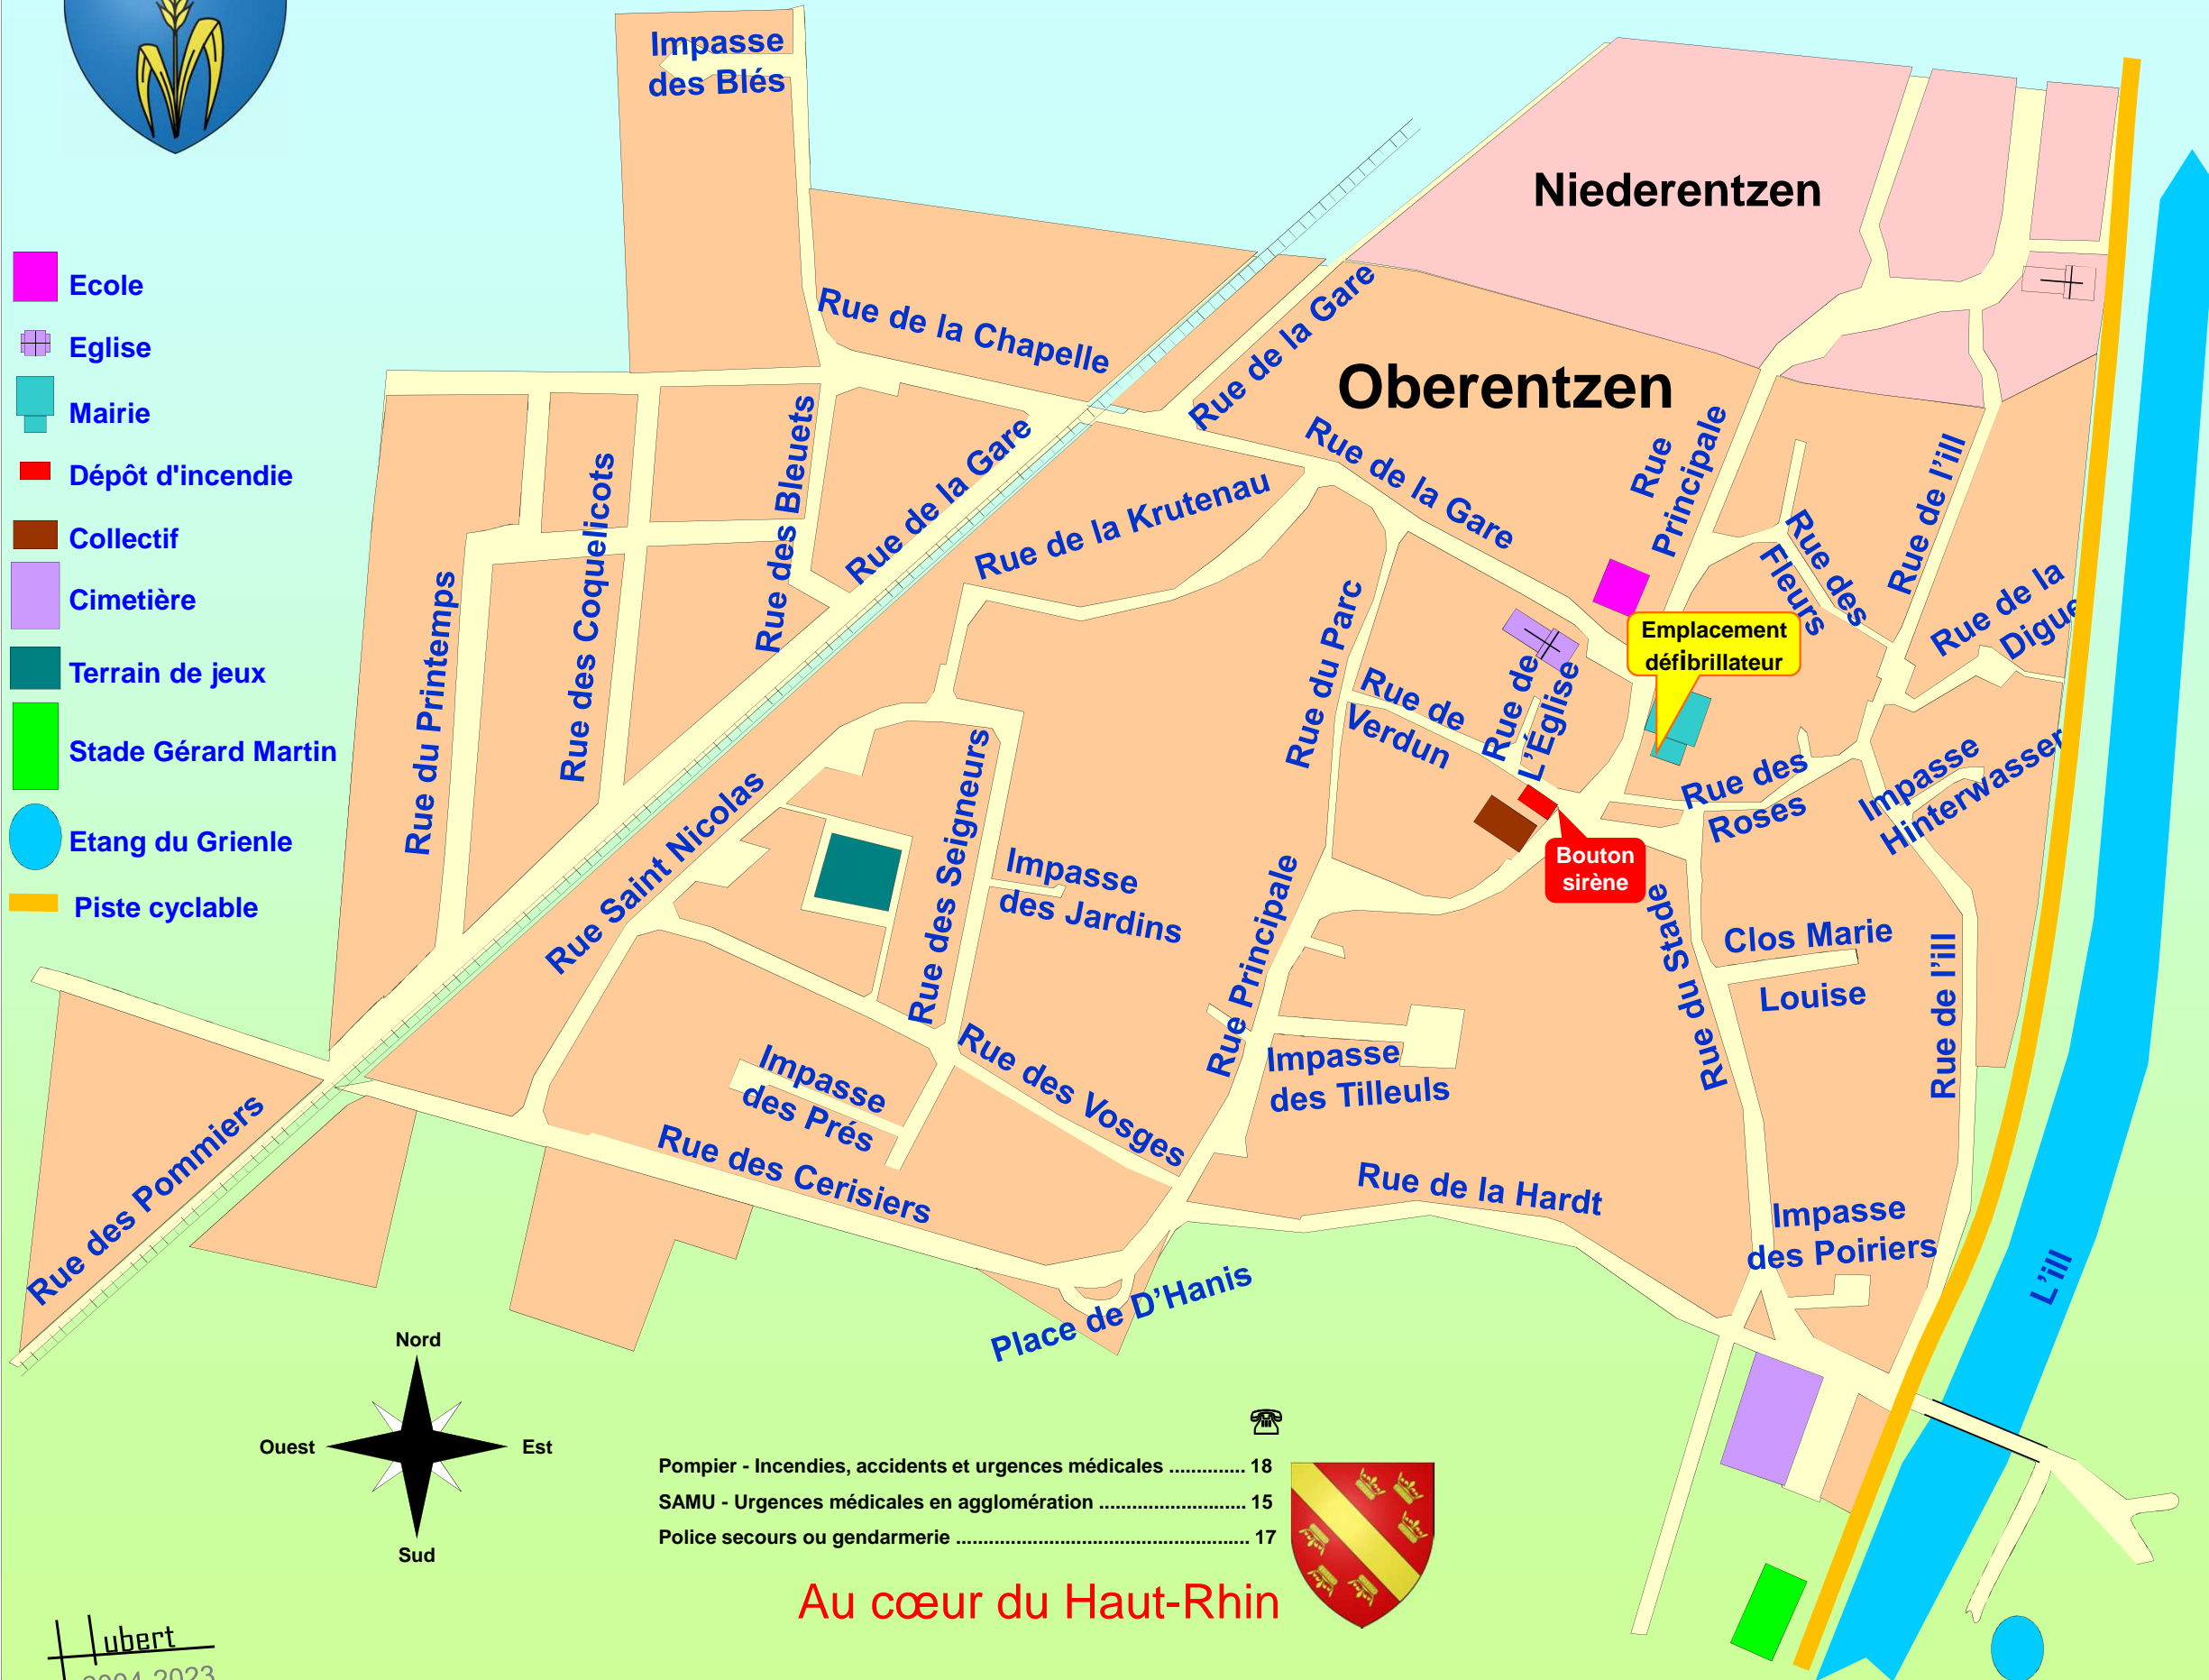 Impasse
des Blés
Niederentzen
Ecole
Eglise
Mairie
Dépôt d'incendie
Collectif
Cimetière
Terrain de jeux
Stade Gérard Martin
Etang du Grienle
Piste cyclable
Rue de la Chapelle
Rue de la Gare
Oberentzen
Rue de la Gare
Rue
Principale
Rue de l'ill
Rue des Bleuets
Rue de la Gare
Rue des Coquelicots
Rue de la Krutenau
Rue des
Fleurs
Rue de la
Digue
Rue du Printemps
Rue du Parc
Emplacement
défibrillateur
Rue de
L'Église
Rue de
Verdun
Rue des
Roses
Impasse
Hinterwasser
Rue Saint Nicolas
Rue des Seigneurs
Impasse
des Jardins
Bouton
sirène
Rue Principale
Rue du Stade
Clos Marie
Louise
Rue de l'ill
Impasse
des Prés
Rue des Vosges
Impasse
des Tilleuls
Rue des Pommiers
Rue des Cerisiers
Rue de la Hardt
Impasse
des Poiriers
L'ill
Place de D'Hanis
Nord
Ouest
Est
Sud
Pompier - Incendies, accidents et urgences médicales .............. 18
SAMU - Urgences médicales en agglomération ........................... 15
Police secours ou gendarmerie ...................................................... 17
Au cœur du Haut-Rhin
Hubert
2004-2023